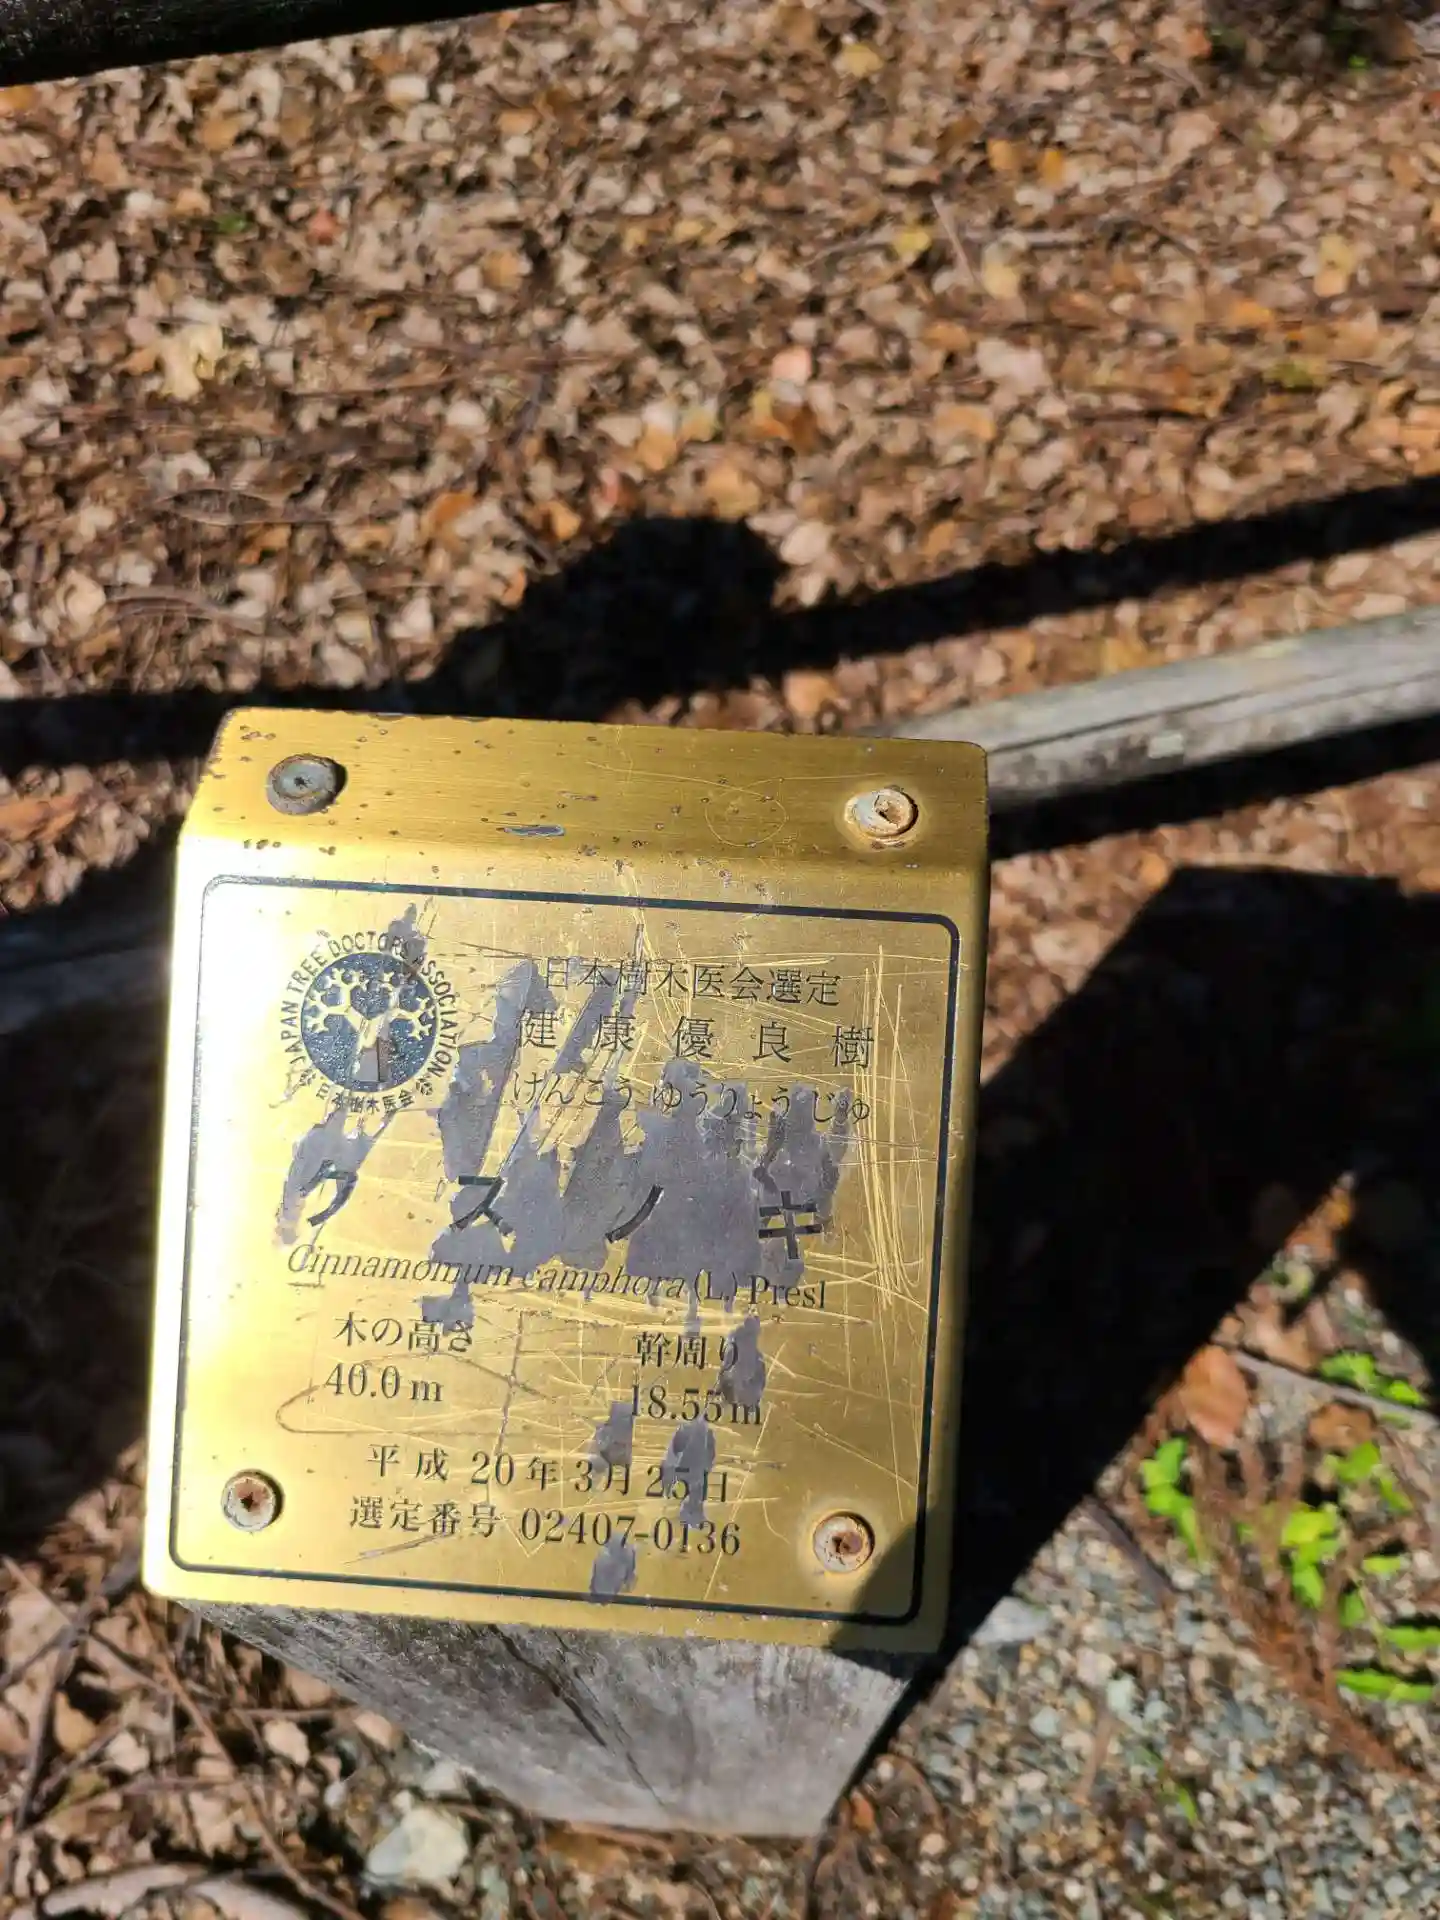 JAPAN TREE DOCTORS ASSOCIATION
日本樹木医会
日本樹木医会選定
健康優良樹
けんこうゆうりょうじゅ
クスノキ
Cinnamomum camphora (L.) Presl
木の高さ 幹周り
40.0m 18.55m
平成20年3月25日
選定番号 02407-0136